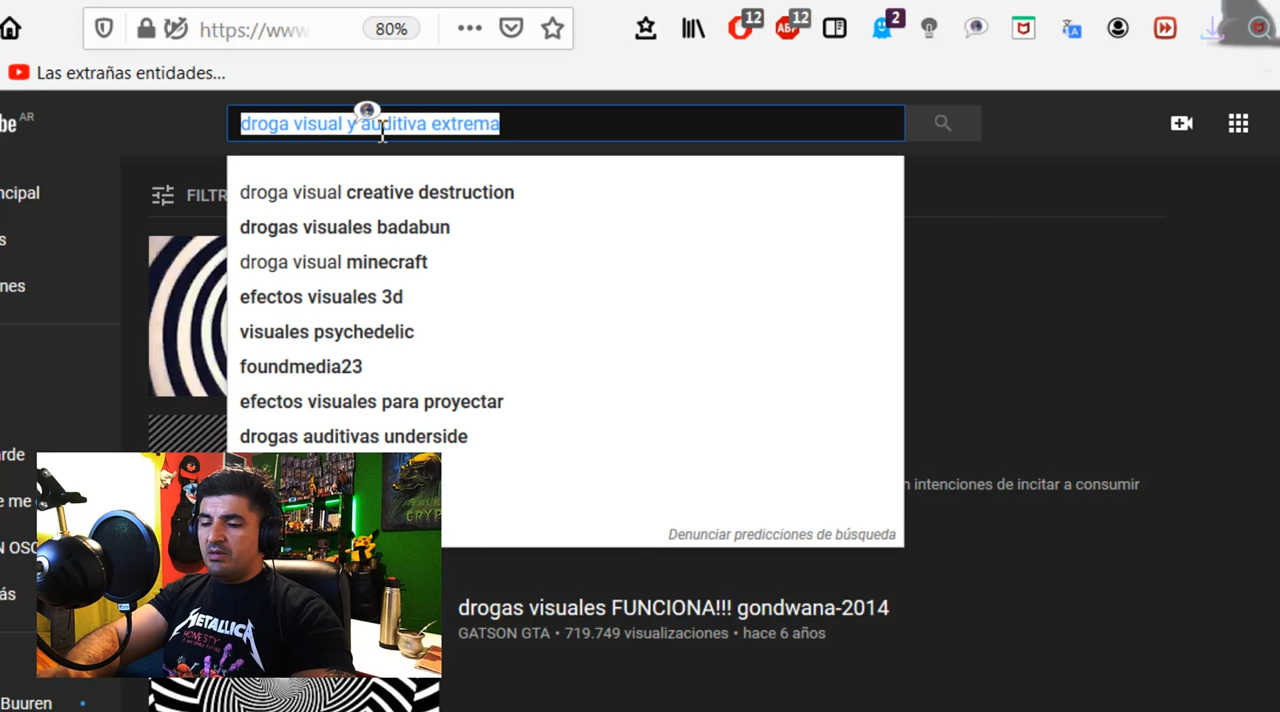 https://www
80%
12
12
ABP
2
Las extrañas entidades...
be AR
droga visual y auditiva extrema
ncipal
FILTR
s
nes
droga visual creative destruction
drogas visuales badabun
droga visual minecraft
efectos visuales 3d
visuales psychedelic
foundmedia23
efectos visuales para proyectar
drogas auditivas underside
arde
n intenciones de incitar a consumir
e me
Denunciar predicciones de búsqueda
N OSC
ás
CRYP
drogas visuales FUNCIONA!!! gondwana-2014
METALLICA
HONESTY
GATSON GTA • 719.749 visualizaciones • hace 6 años
Buuren